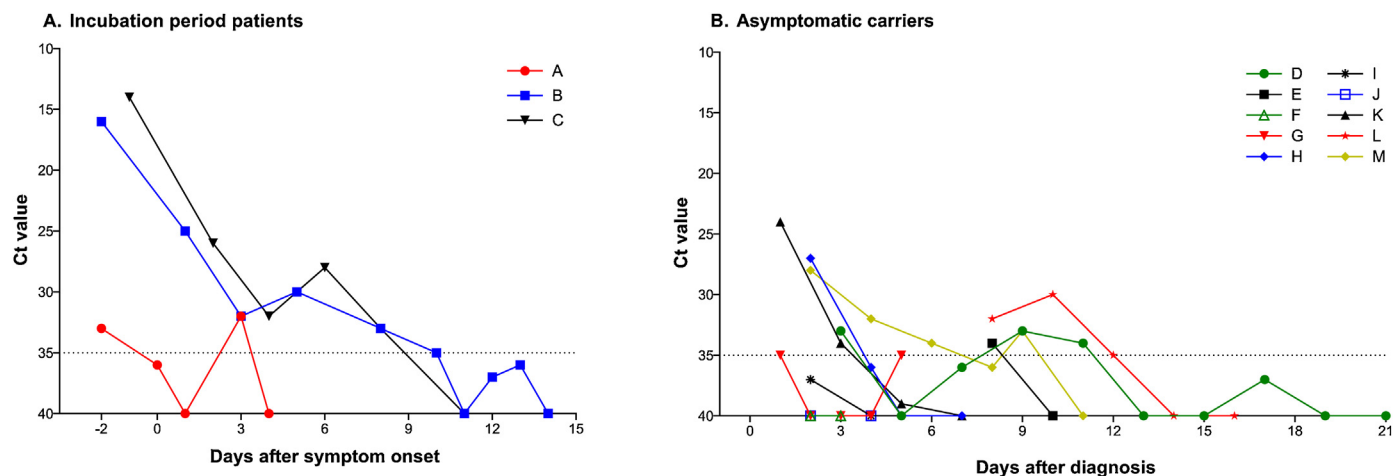 A. Incubation period patients
10
15
20
25
30
35
40
Ct value
-2
0
3
6
9
12
15
Days after symptom onset
A
B
C
B. Asymptomatic carriers
10
15
20
25
30
35
40
Ct value
0
3
6
9
12
15
18
21
Days after diagnosis
D
E
F
G
H
I
J
K
L
M